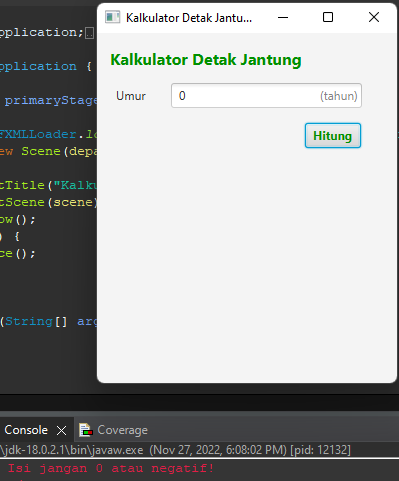 pplication;
Kalkulator Detak Jantu...
pplication {
Kalkulator Detak Jantung
primaryStage
Umur 0 (tahun)
FXMLLoader.lo
Hitung
ew Scene(depa
tTitle("Kalku
tScene(scene)
ow();
) {
ce();
(String[] arg
Console Coverage
\jdk-18.0.2.1\bin\javaw.exe (Nov 27, 2022, 6:08:02 PM) [pid: 12132]
Isi jangan 0 atau negatif!